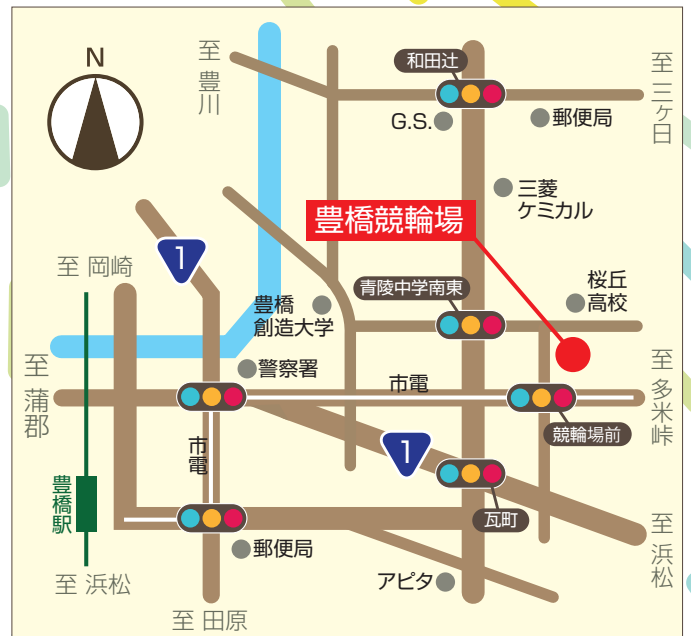 N
至 豊川
和田辻
至 三ヶ日
G.S.
郵便局
三菱
ケミカル
豊橋競輪場
1
至 岡崎
青陵中学南東
桜丘
高校
豊橋
創造大学
警察署
市電
至 蒲郡
至 多米峠
競輪場前
市電
1
豊橋駅
瓦町
郵便局
至 浜松
至 浜松
アピタ
至 田原